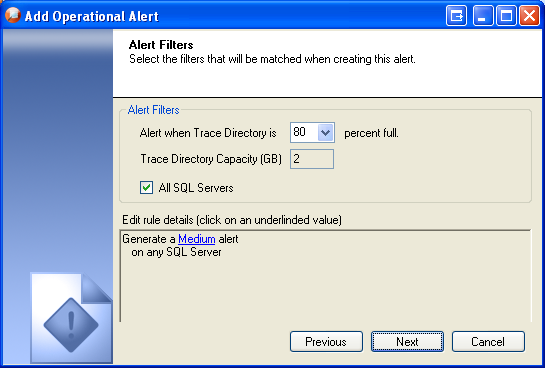 Add Operational Alert
Alert Filters
Select the filters that will be matched when creating this alert.
Alert Filters
Alert when Trace Directory is 80 percent full.
Trace Directory Capacity (GB) 2
All SQL Servers
Edit rule details (click on an underlinded value)
Generate a Medium alert
on any SQL Server
Previous Next Cancel